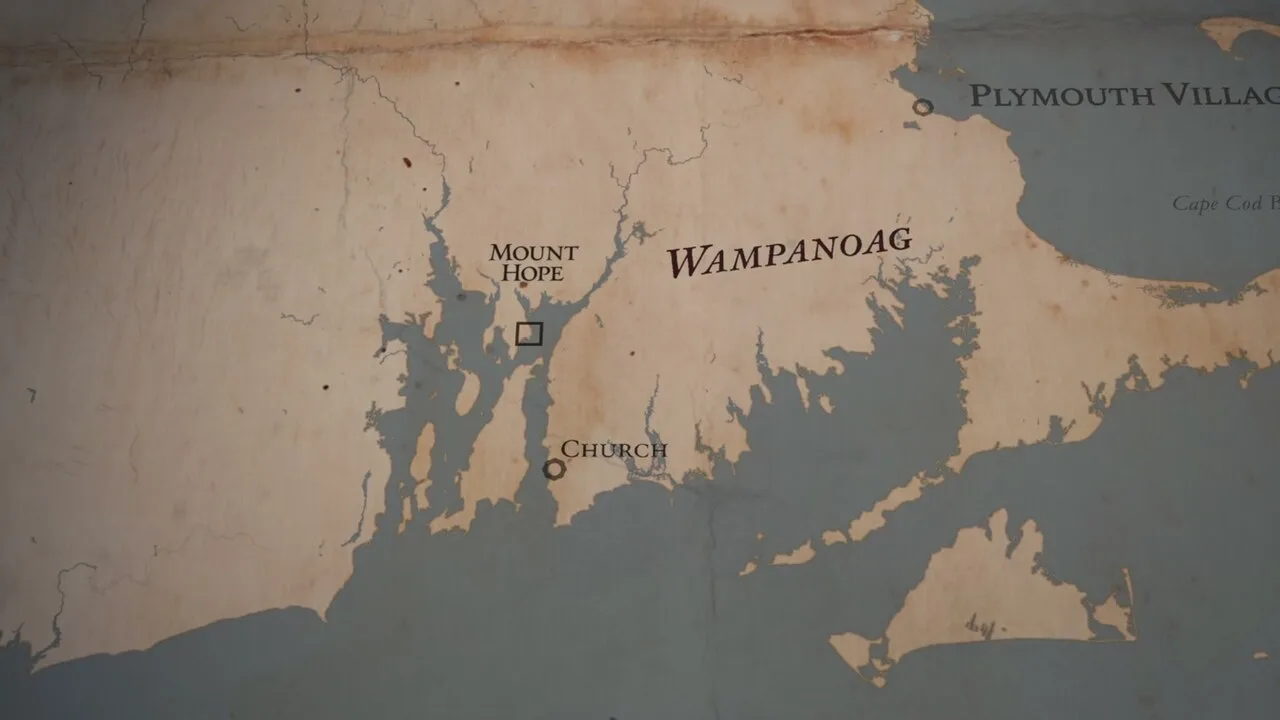 PLYMOUTH VILLAG
Cape Cod B
WAMPANOAG
MOUNT
HOPE
CHURCH